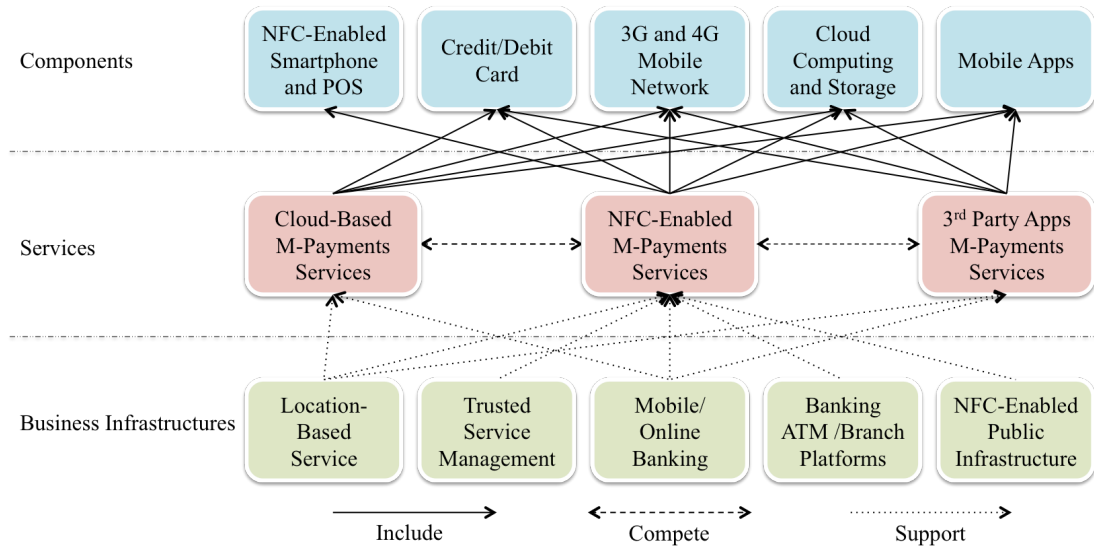 Components
NFC-Enabled
Smartphone
and POS
Credit/Debit
Card
3G and 4G
Mobile
Network
Cloud
Computing
and Storage
Mobile Apps
Services
Cloud-Based
M-Payments
Services
NFC-Enabled
M-Payments
Services
3rd Party Apps
M-Payments
Services
Business Infrastructures
Location-
Based
Service
Trusted
Service
Management
Mobile/
Online
Banking
Banking
ATM /Branch
Platforms
NFC-Enabled
Public
Infrastructure
Include
Compete
Support